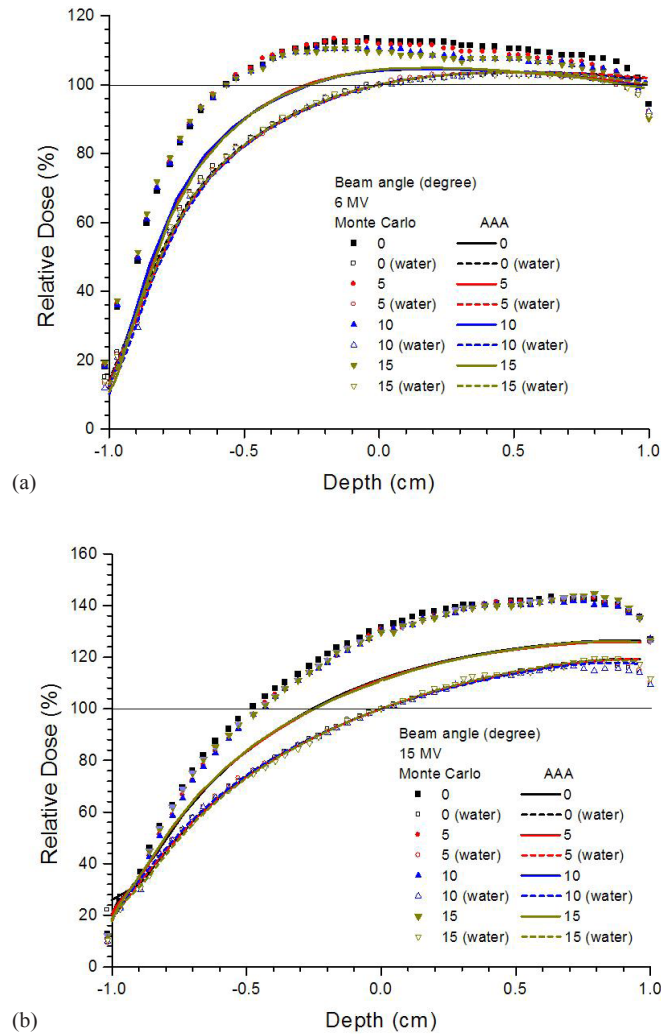 120
100
80
60
40
20
0
Relative Dose (%)
Beam angle (degree)
6 MV
Monte Carlo AAA
0 0
0 (water) 0 (water)
5 5
5 (water) 5 (water)
10 10
10 (water) 10 (water)
15 15
15 (water) 15 (water)
-1.0 -0.5 0.0 0.5 1.0
(a)
Depth (cm)
160
140
120
100
80
60
40
20
0
Relative Dose (%)
Beam angle (degree)
15 MV
Monte Carlo AAA
0 0
0 (water) 0 (water)
5 5
5 (water) 5 (water)
10 10
10 (water) 10 (water)
15 15
15 (water) 15 (water)
-1.0 -0.5 0.0 0.5 1.0
(b)
Depth (cm)